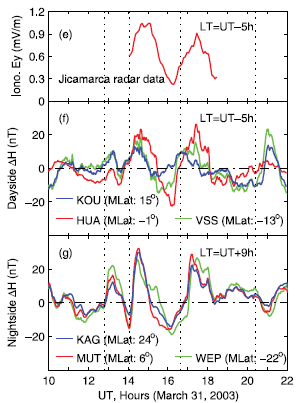 Iono. Ey (mV/m)
1.2
0.9
0.6
0.3
0
(e)
LT=UT−5h
Jicamarca radar data
Dayside ΔH (nT)
20
0
−20
(f)
LT=UT−5h
KOU (MLat: 15°)
HUA (MLat: −1°)
VSS (MLat: −13°)
Nightside ΔH (nT)
20
0
−20
(g)
LT=UT+9h
KAG (MLat: 24°)
MUT (MLat: 6°)
WEP (MLat: −22°)
10 12 14 16 18 20 22
UT, Hours (March 31, 2003)